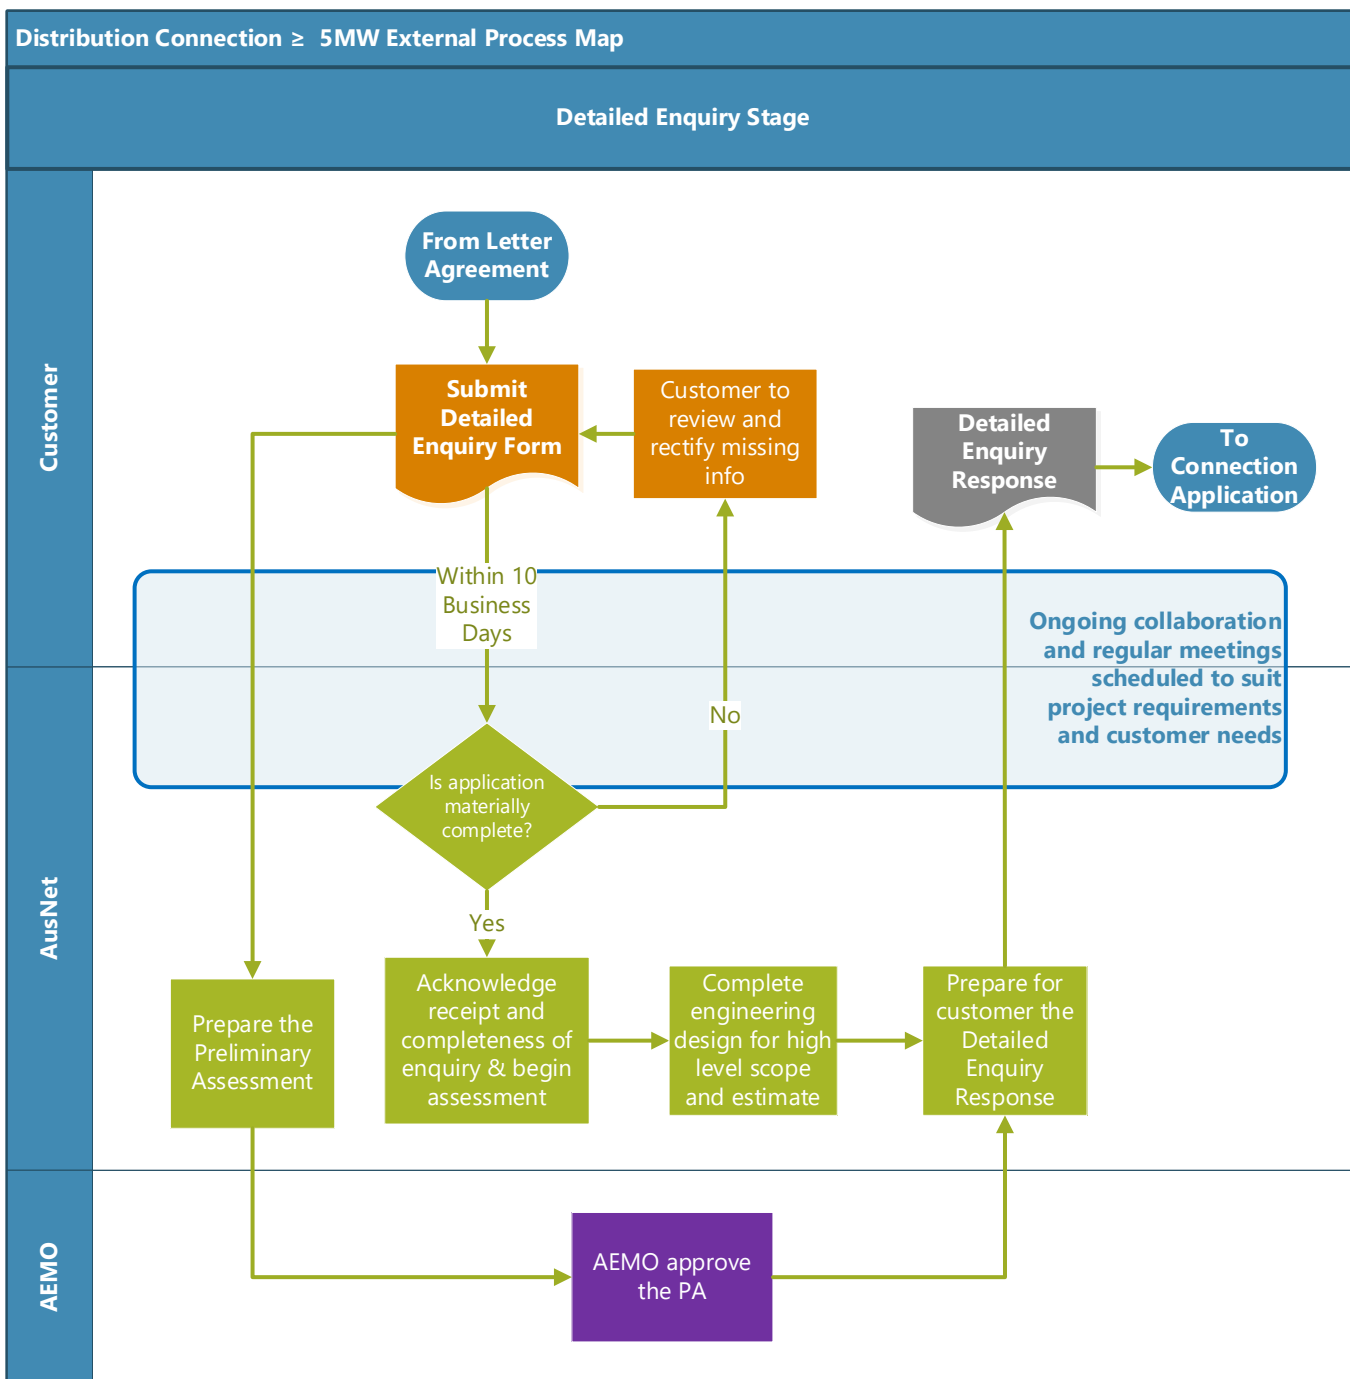 Distribution Connection ≥ 5MW External Process Map
Detailed Enquiry Stage
Customer
From Letter
Agreement
Submit
Detailed
Enquiry Form
Customer to
review and
rectify missing
info
Detailed
Enquiry
Response
To
Connection
Application
Within 10
Business
Days
Ongoing collaboration
and regular meetings
scheduled to suit
project requirements
and customer needs
No
AusNet
Is application
materially
complete?
Yes
Prepare the
Preliminary
Assessment
Acknowledge
receipt and
completeness of
enquiry & begin
assessment
Complete
engineering
design for high
level scope
and estimate
Prepare for
customer the
Detailed
Enquiry
Response
AEMO
AEMO approve
the PA